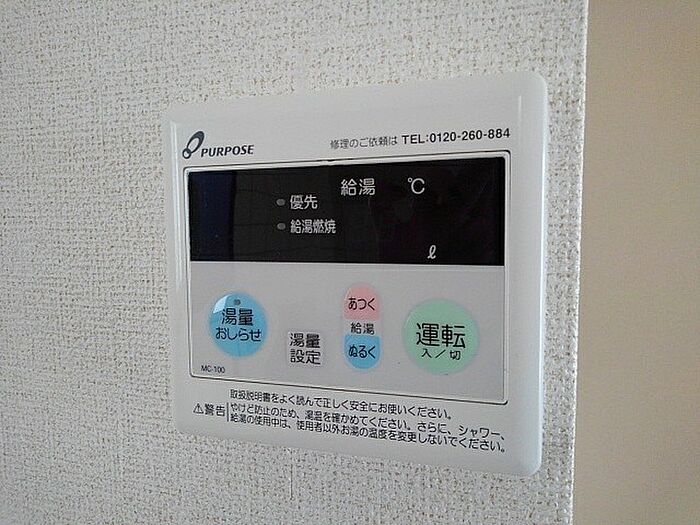 PURPOSE
修理のご依頼は TEL:0120-260-884
給湯 ℃
優先
給湯燃焼
ℓ
湯量
おしらせ
湯量
設定
あつく
給湯
ぬるく
運転
入/切
MC-100
取扱説明書をよく読んで正しく安全にお使いください。
⚠警告 やけど防止のため、湯温を確かめてください。さらに、シャワー、
給湯の使用中は、使用者以外お湯の温度を変更しないでください。